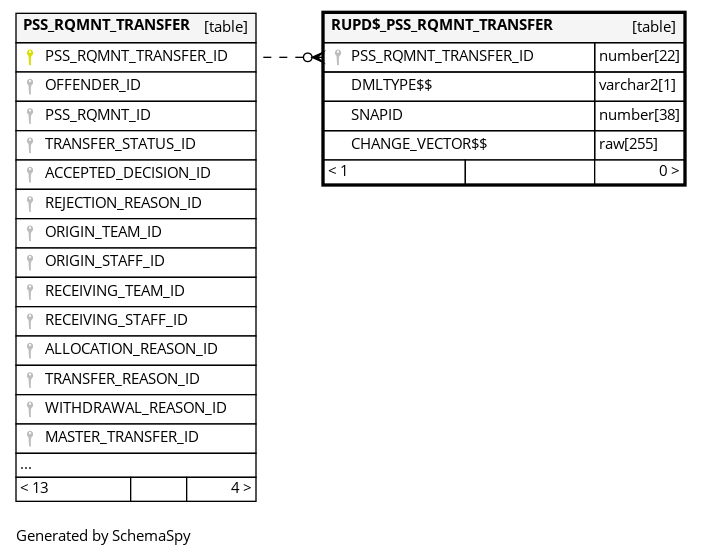 PSS_RQMNT_TRANSFER [table]
PSS_RQMNT_TRANSFER_ID
OFFENDER_ID
PSS_RQMNT_ID
TRANSFER_STATUS_ID
ACCEPTED_DECISION_ID
REJECTION_REASON_ID
ORIGIN_TEAM_ID
ORIGIN_STAFF_ID
RECEIVING_TEAM_ID
RECEIVING_STAFF_ID
ALLOCATION_REASON_ID
TRANSFER_REASON_ID
WITHDRAWAL_REASON_ID
MASTER_TRANSFER_ID
...
< 13 4 >
RUPD$_PSS_RQMNT_TRANSFER [table]
PSS_RQMNT_TRANSFER_ID number[22]
DMLTYPE$$ varchar2[1]
SNAPID number[38]
CHANGE_VECTOR$$ raw[255]
< 1 0 >
Generated by SchemaSpy